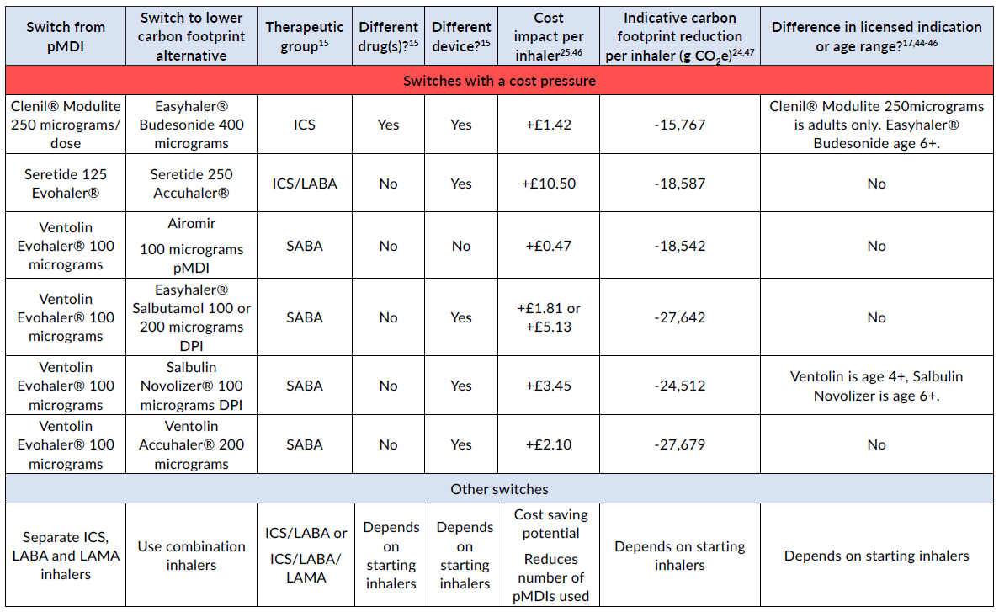 Switch from
pMDI
Switch to lower
carbon footprint
alternative
Therapeutic
group15
Different
drug(s)?15
Different
device?15
Cost
impact per
inhaler25,46
Indicative carbon
footprint reduction
per inhaler (g CO2e)24,47
Difference in licensed indication
or age range?17,44-46
Switches with a cost pressure
Clenil® Modulite
250 micrograms/
dose
Easyhaler®
Budesonide 400
micrograms
ICS
Yes
Yes
+£1.42
-15,767
Clenil® Modulite 250micrograms
is adults only. Easyhaler®
Budesonide age 6+.
Seretide 125
Evohaler®
Seretide 250
Accuhaler®
ICS/LABA
No
Yes
+£10.50
-18,587
No
Ventolin
Evohaler® 100
micrograms
Airomir
100 micrograms
pMDI
SABA
No
No
+£0.47
-18,542
No
Ventolin
Evohaler® 100
micrograms
Easyhaler®
Salbutamol 100 or
200 micrograms
DPI
SABA
No
Yes
+£1.81 or
+£5.13
-27,642
No
Ventolin
Evohaler® 100
micrograms
Salbulin
Novolizer® 100
micrograms DPI
SABA
No
Yes
+£3.45
-24,512
Ventolin is age 4+, Salbulin
Novolizer is age 6+.
Ventolin
Evohaler® 100
micrograms
Ventolin
Accuhaler® 200
micrograms
SABA
No
Yes
+£2.10
-27,679
No
Other switches
Separate ICS,
LABA and LAMA
inhalers
Use combination
inhalers
ICS/LABA or
ICS/LABA/
LAMA
Depends
on
starting
inhalers
Depends
on
starting
inhalers
Cost saving
potential
Reduces
number of
pMDIs used
Depends on starting
inhalers
Depends on starting inhalers